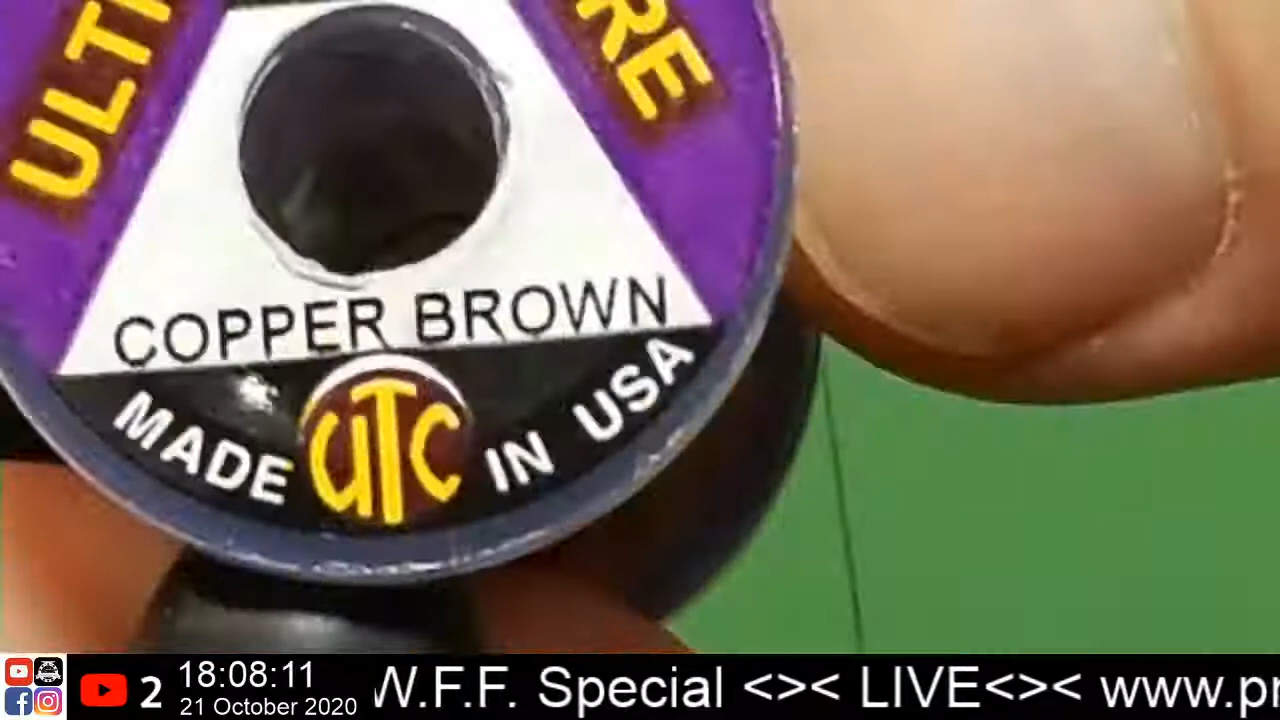 ULTI
RE
COPPER BROWN
MADE UTC IN USA
2 18:08:11
21 October 2020
W.F.F. Special <>< LIVE<>< www.pr